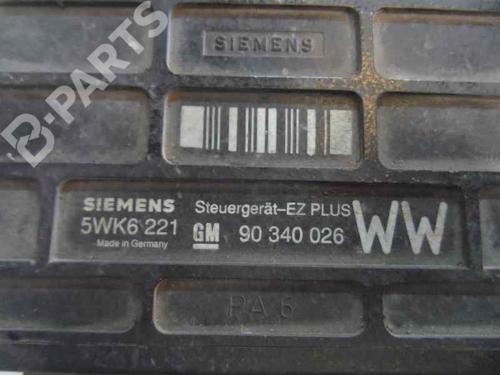 B-PARTS
SIEMENS
SIEMENS Steuergerät-EZ PLUS
5WK6 221 GM 90 340 026 WW
Made in Germany
PA 6